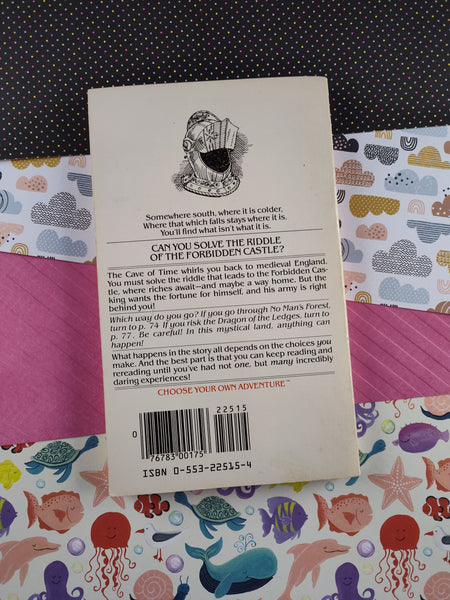 Somewhere south, where it is colder,
Where that which falls stays where it is.
You'll find what isn't what it is.
CAN YOU SOLVE THE RIDDLE
OF THE FORBIDDEN CASTLE?
The Cave of Time whirls you back to medieval England.
You must solve the riddle that leads to the Forbidden Cas-
tle, where riches await—and maybe a way home. But the
king wants the fortune for himself, and his army is right
behind you!
Which way do you go? If you go through No Man's Forest,
turn to p. 74. If you risk the Dragon of the Ledges, turn to
p. 77. Be careful! In this mystical land, anything can
happen!
What happens in the story all depends on the choices you
make. And the best part is that you can keep reading and
rereading until you've had not one, but many incredibly
daring experiences!
CHOOSE YOUR OWN ADVENTURE™
22515
0
76783 00175
ISBN 0-553-22515-4